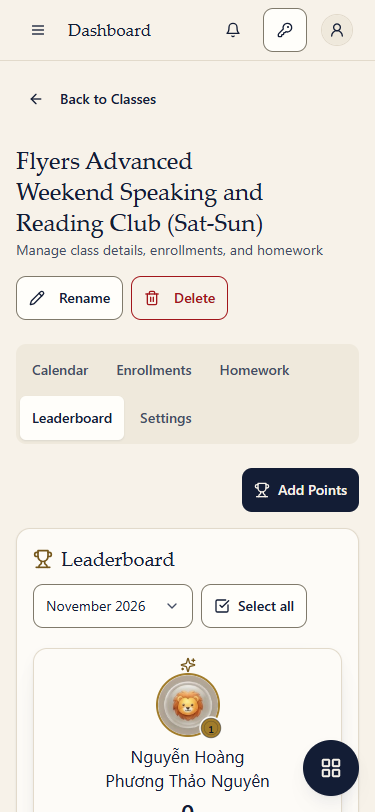 Dashboard
Back to Classes
Flyers Advanced
Weekend Speaking and
Reading Club (Sat-Sun)
Manage class details, enrollments, and homework
Rename
Delete
Calendar
Enrollments
Homework
Leaderboard
Settings
Add Points
Leaderboard
November 2026
Select all
1
Nguyễn Hoàng
Phương Thảo Nguyên
0